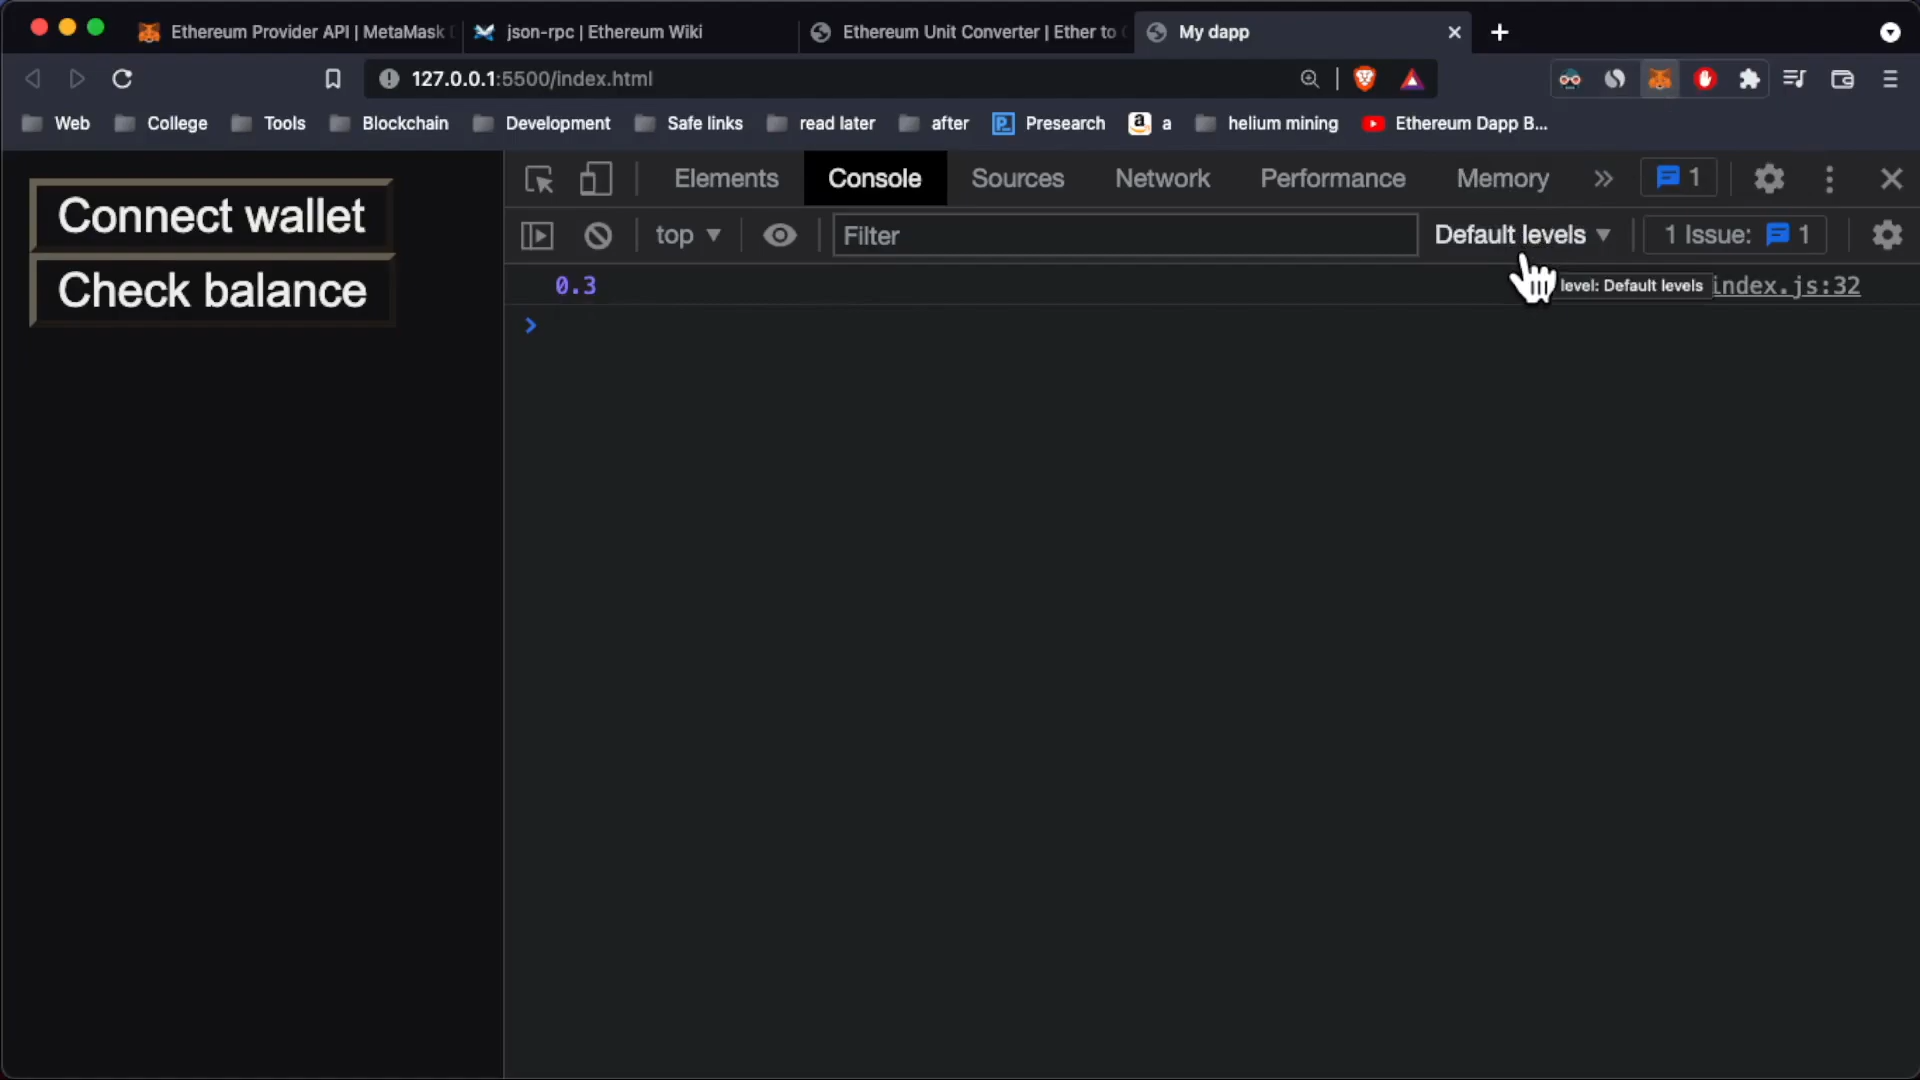 Ethereum Provider API | MetaMask
json-rpc | Ethereum Wiki
Ethereum Unit Converter | Ether to
My dapp
127.0.0.1:5500/index.html
Web
College
Tools
Blockchain
Development
Safe links
read later
after
Presearch
a
helium mining
Ethereum Dapp B...
Connect wallet
Check balance
Elements
Console
Sources
Network
Performance
Memory
1
top
Filter
Default levels
1 Issue: 1
0.3
level: Default levels
index.js:32